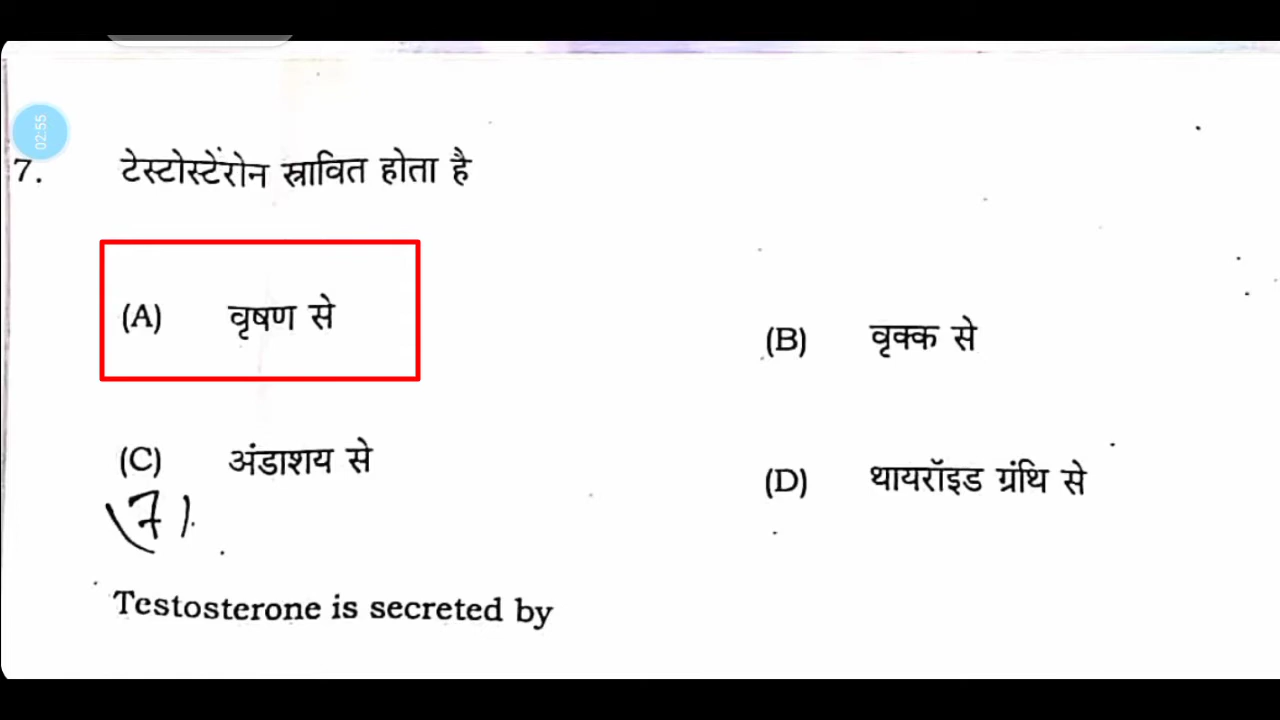 02:55
7. टेस्टोस्टेंरोन स्रावित होता है
(A) वृषण से
(B) वृक्क से
(C) अंडाशय से
(D) थायरॉइड ग्रंथि से
(7)
Testosterone is secreted by